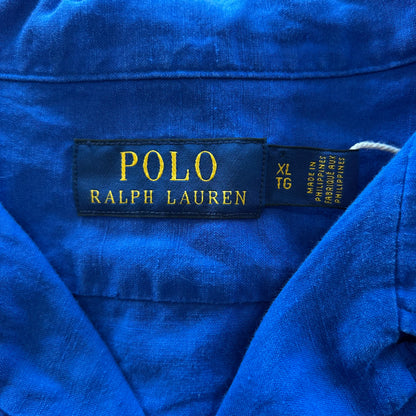 POLO
RALPH LAUREN
XL
TG
MADE IN
PHILIPPINES
FABRIQUÉ AUX
PHILIPPINES